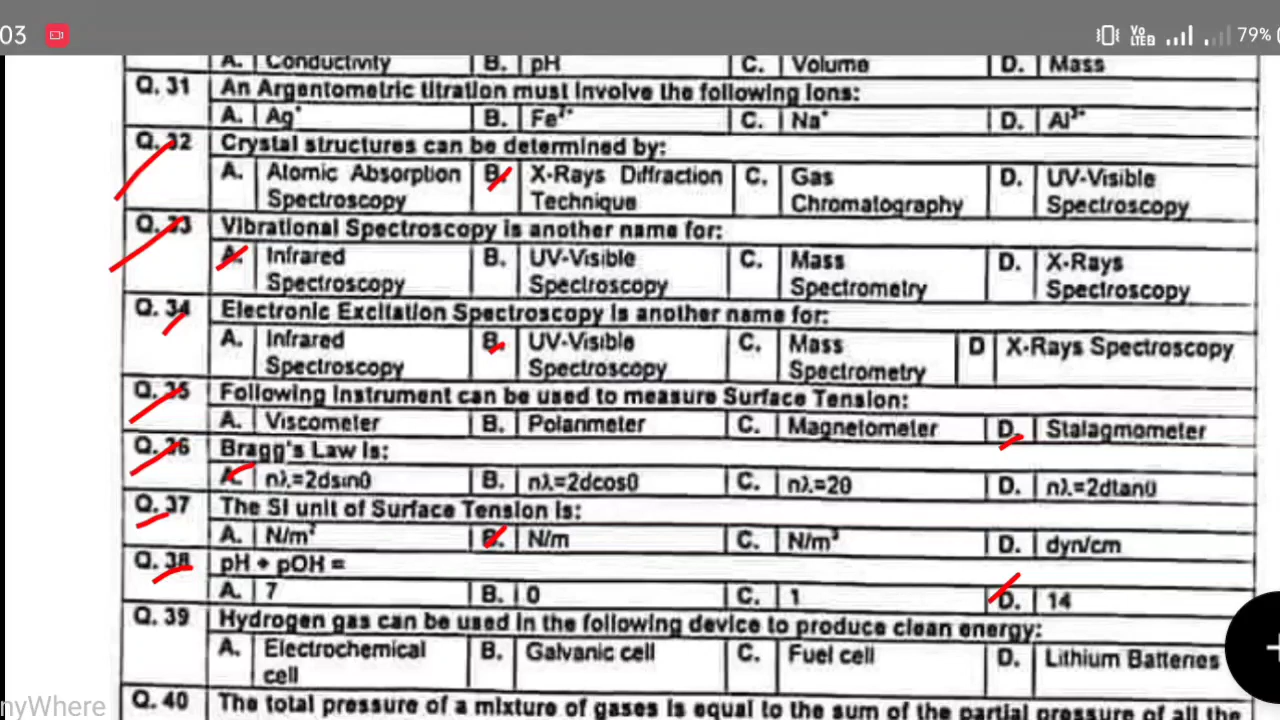 03 Vo LTE2 79%
A. Conductivity B. pH C. Volume D. Mass
Q. 31 An Argentometric titration must involve the following ions:
A. Ag⁺ B. Fe²⁺ C. Na⁺ D. Al³⁺
Q. 32 Crystal structures can be determined by:
A. Atomic Absorption B. X-Rays Diffraction C. Gas D. UV-Visible
Spectroscopy Technique Chromatography Spectroscopy
Q. 33 Vibrational Spectroscopy is another name for:
A. Infrared B. UV-Visible C. Mass D. X-Rays
Spectroscopy Spectroscopy Spectrometry Spectroscopy
Q. 34 Electronic Excitation Spectroscopy is another name for:
A. Infrared B. UV-Visible C. Mass D X-Rays Spectroscopy
Spectroscopy Spectroscopy Spectrometry
Q. 35 Following Instrument can be used to measure Surface Tension:
A. Viscometer B. Polarimeter C. Magnetometer D. Stalagmometer
Q. 36 Bragg's Law is:
A. nλ=2dsinθ B. nλ=2dcosθ C. nλ=2θ D. nλ=2dtanθ
Q. 37 The SI unit of Surface Tension is:
A. N/m² B. N/m C. N/m³ D. dyn/cm
Q. 38 pH + pOH =
A. 7 B. 0 C. 1 D. 14
Q. 39 Hydrogen gas can be used in the following device to produce clean energy:
A. Electrochemical B. Galvanic cell C. Fuel cell D. Lithium Batteries
cell
nyWhere Q. 40 The total pressure of a mixture of gases is equal to the sum of the partial pressure of all the